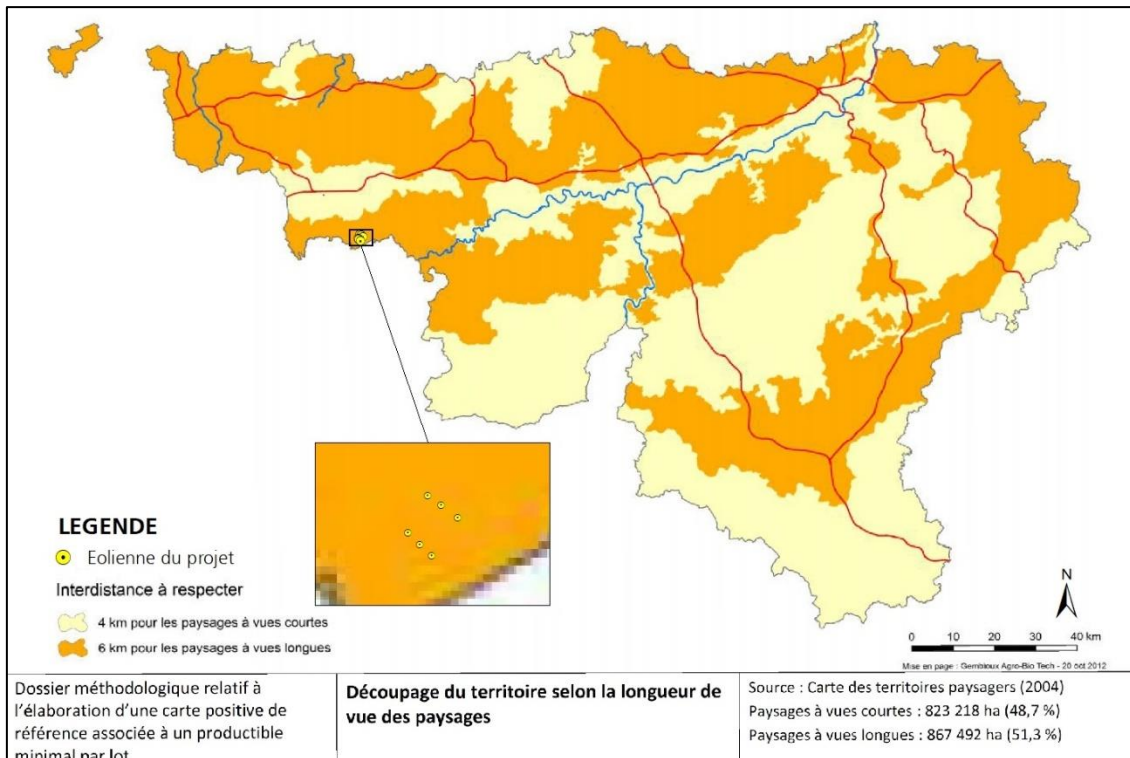 LEGENDE
Eolienne du projet
Interdistance à respecter
4 km pour les paysages à vues courtes
6 km pour les paysages à vues longues
N
0 10 20 30 40 km
Mise en page : Gembloux Agro-Bio Tech - 20 oct 2012
Dossier méthodologique relatif à
l'élaboration d'une carte positive de
référence associée à un productible
minimal par lot
Découpage du territoire selon la longueur de
vue des paysages
Source : Carte des territoires paysagers (2004)
Paysages à vues courtes : 823 218 ha (48,7 %)
Paysages à vues longues : 867 492 ha (51,3 %)